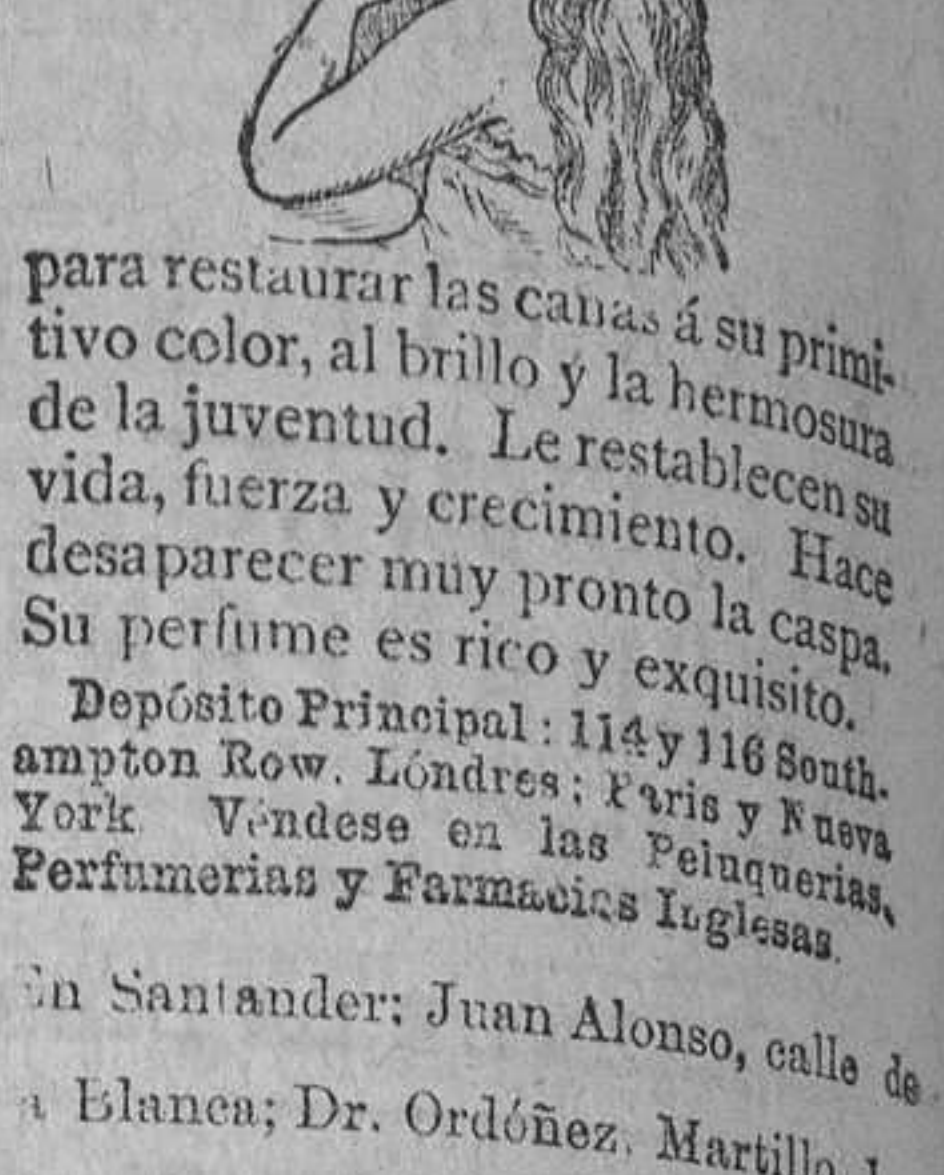 para restaurar las canas á su primi-
tivo color, al brillo y la hermosura
de la juventud. Le restablecen su
vida, fuerza y crecimiento. Hace
desaparecer muy pronto la caspa.
Su perfume es rico y exquisito.
Depósito Principal: 114 y 116 South-
ampton Row. Lóndres; Paris y Nueva
York. Véndese en las Peluquerias,
Perfumerias y Farmacias Inglesas.
En Santander: Juan Alonso, calle de
a Blanca; Dr. Ordóñez, Martillo